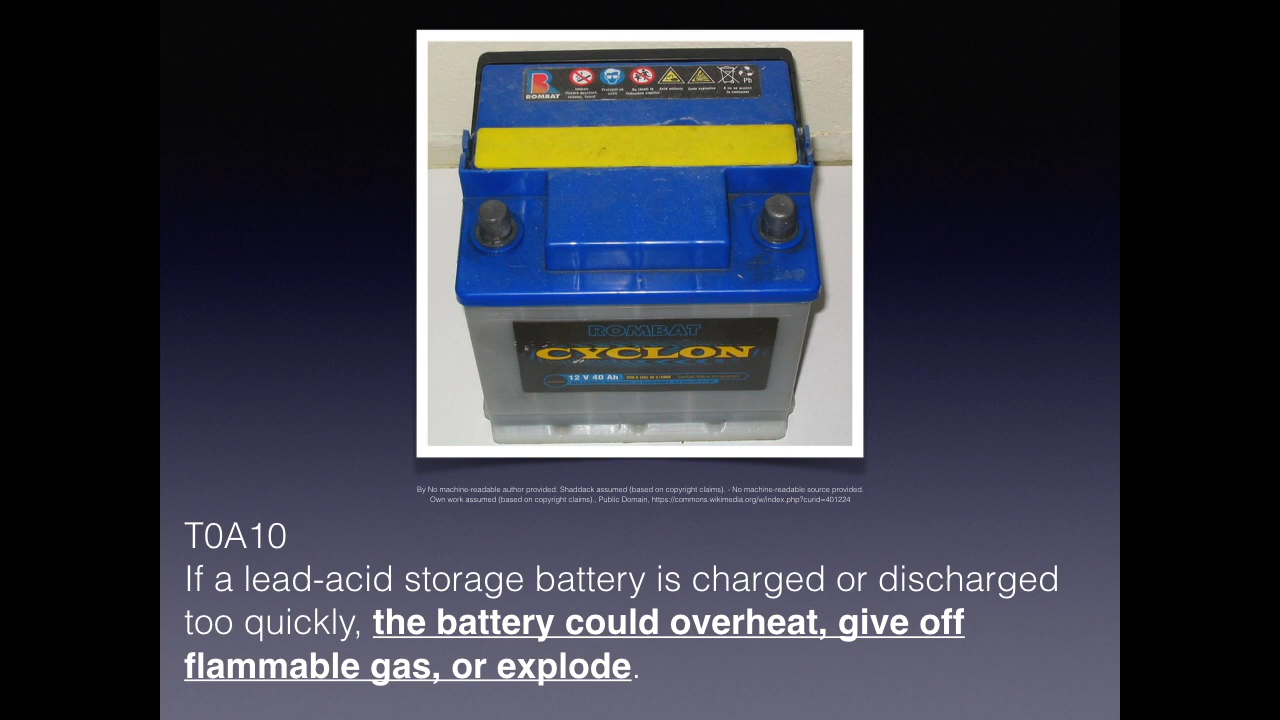 ROMBAT
Pb
ROMBAT
CYCLON
12 V 40 Ah
By No machine-readable author provided. Shaddack assumed (based on copyright claims). - No machine-readable source provided.
Own work assumed (based on copyright claims)., Public Domain, https://commons.wikimedia.org/w/index.php?curid=401224
T0A10
If a lead-acid storage battery is charged or discharged
too quickly, the battery could overheat, give off
flammable gas, or explode.